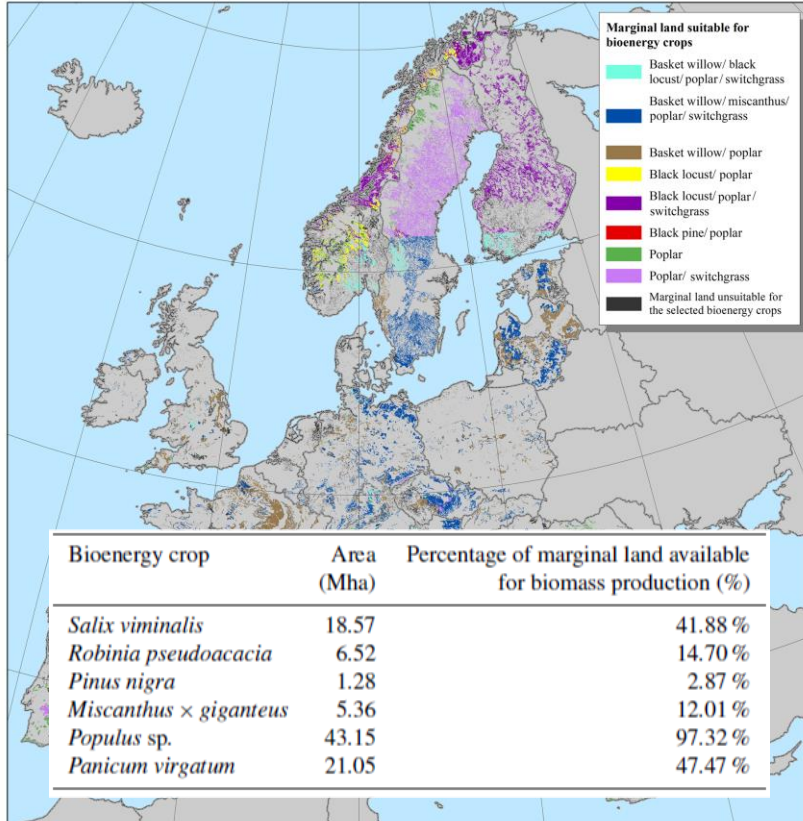 Marginal land suitable for
bioenergy crops
Basket willow/ black
locust/ poplar/ switchgrass
Basket willow/ miscanthus/
poplar/ switchgrass
Basket willow/ poplar
Black locust/ poplar
Black locust/ poplar/
switchgrass
Black pine/ poplar
Poplar
Poplar/ switchgrass
Marginal land unsuitable for
the selected bioenergy crops
Bioenergy crop Area Percentage of marginal land available
(Mha) for biomass production (%)
Salix viminalis 18.57 41.88 %
Robinia pseudoacacia 6.52 14.70 %
Pinus nigra 1.28 2.87 %
Miscanthus × giganteus 5.36 12.01 %
Populus sp. 43.15 97.32 %
Panicum virgatum 21.05 47.47 %